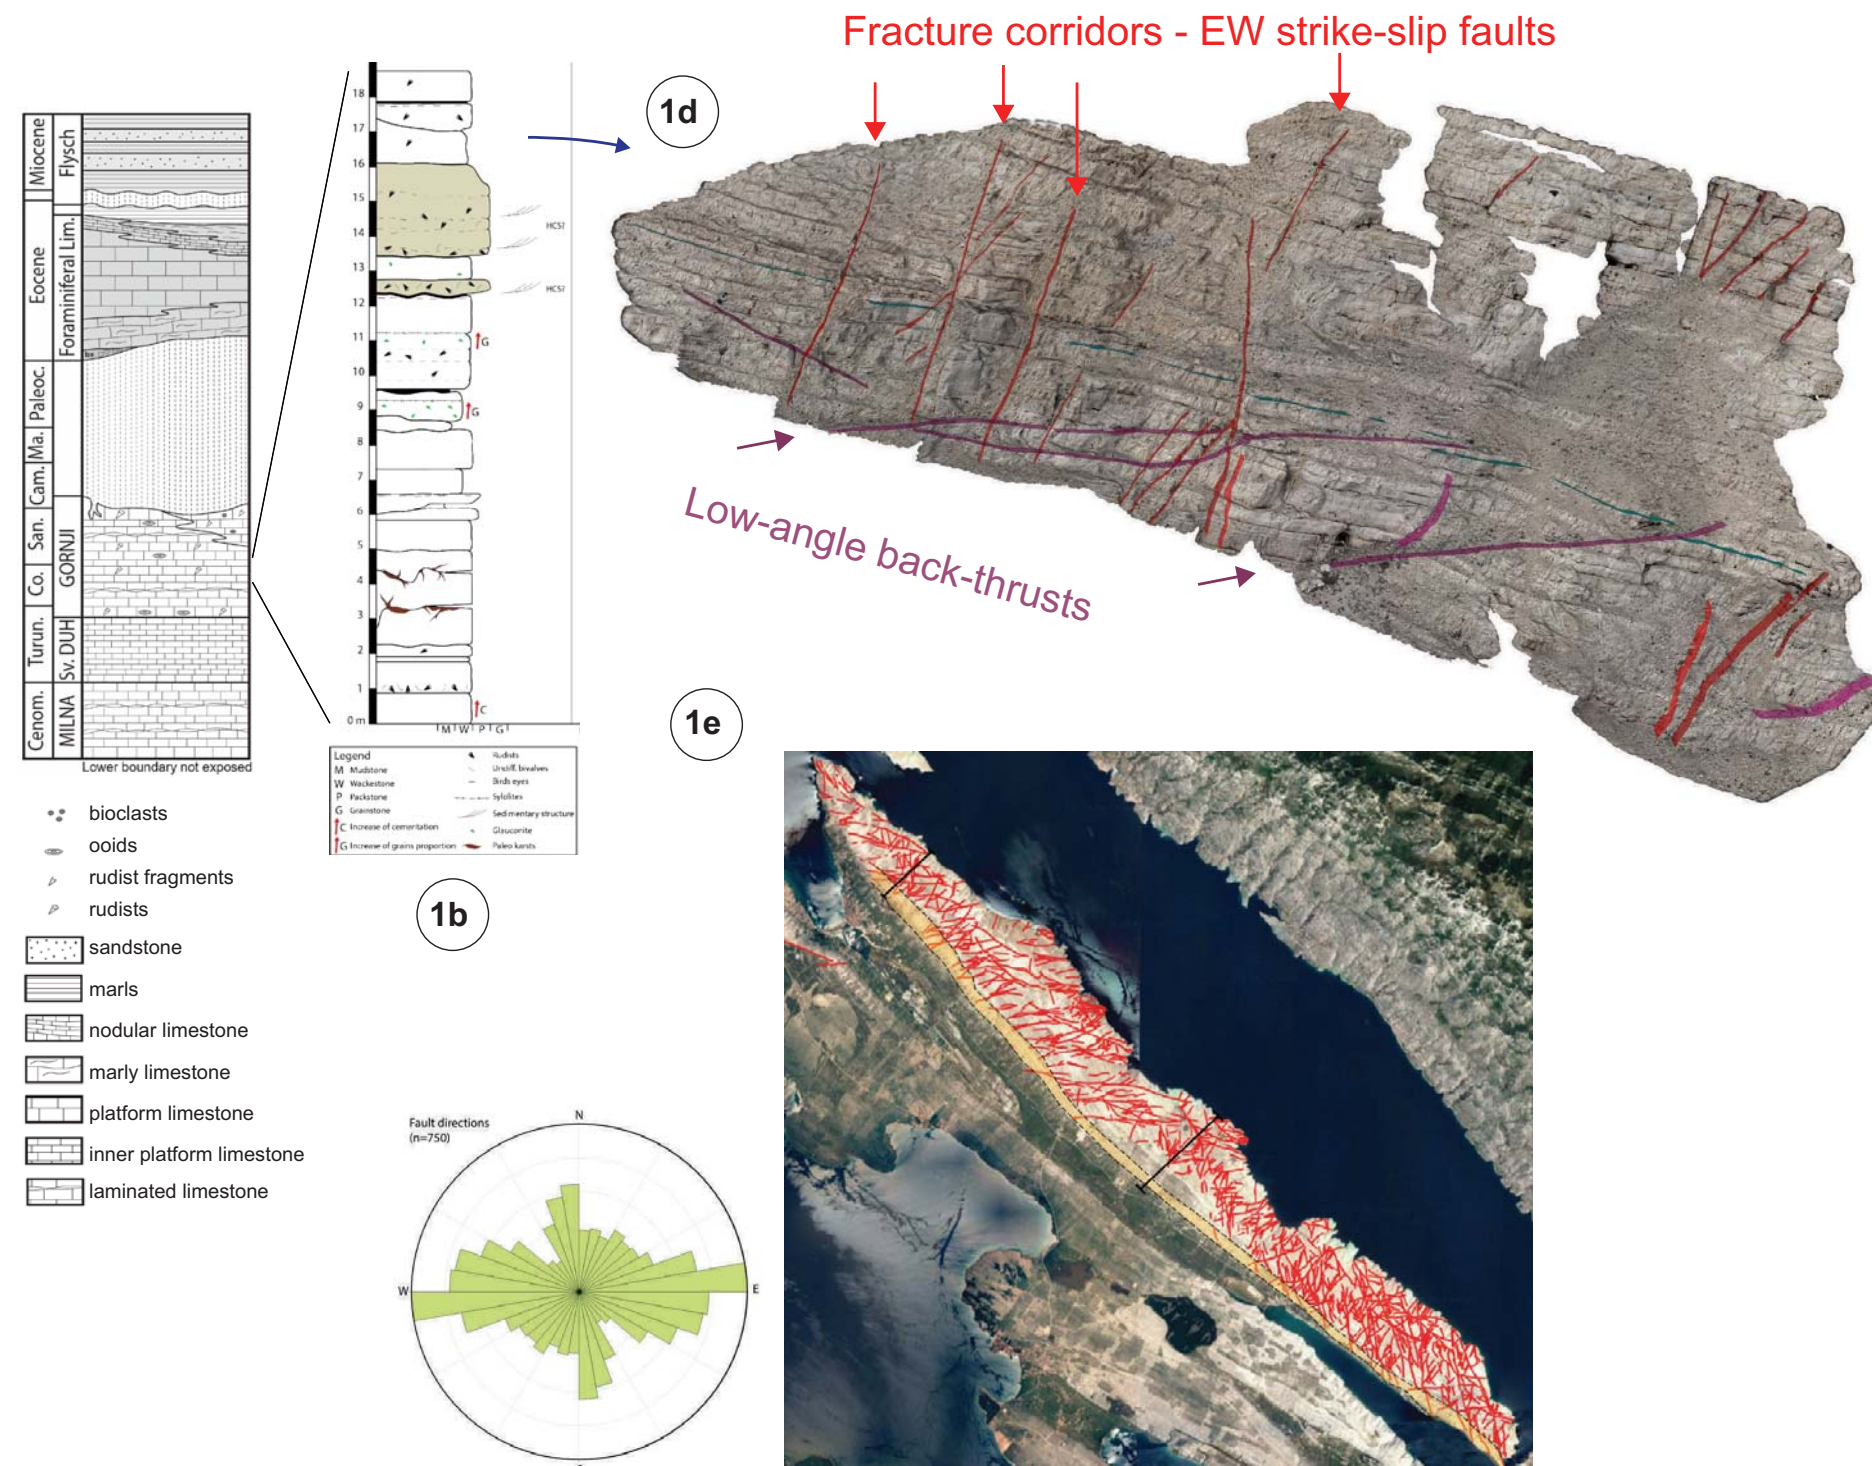 Fracture corridors - EW strike-slip faults
1d
Miocene
Flysch
Eocene
Foraminiferal Lim.
Paleoc.
Ma.
Cam.
San.
GORNJI
Co.
Turun.
Sv. DUH
Cenom.
MILNA
Lower boundary not exposed
18
17
16
15
14
13
12
11
10
9
8
7
6
5
4
3
2
1
0 m
HCS?
HCS?
G
G
C
M W P G
Legend
M Mudstone
W Wackestone
P Packstone
G Grainstone
C Increase of cementation
G Increase of grains proportion
Rudists
Undiff. bivalves
Birds eyes
Stylolites
Sedimentary structure
Glauconite
Paleo karsts
Low-angle back-thrusts
1e
bioclasts
ooids
rudist fragments
rudists
sandstone
marls
nodular limestone
marly limestone
platform limestone
inner platform limestone
laminated limestone
1b
Fault directions
(n=750)
N
W
E